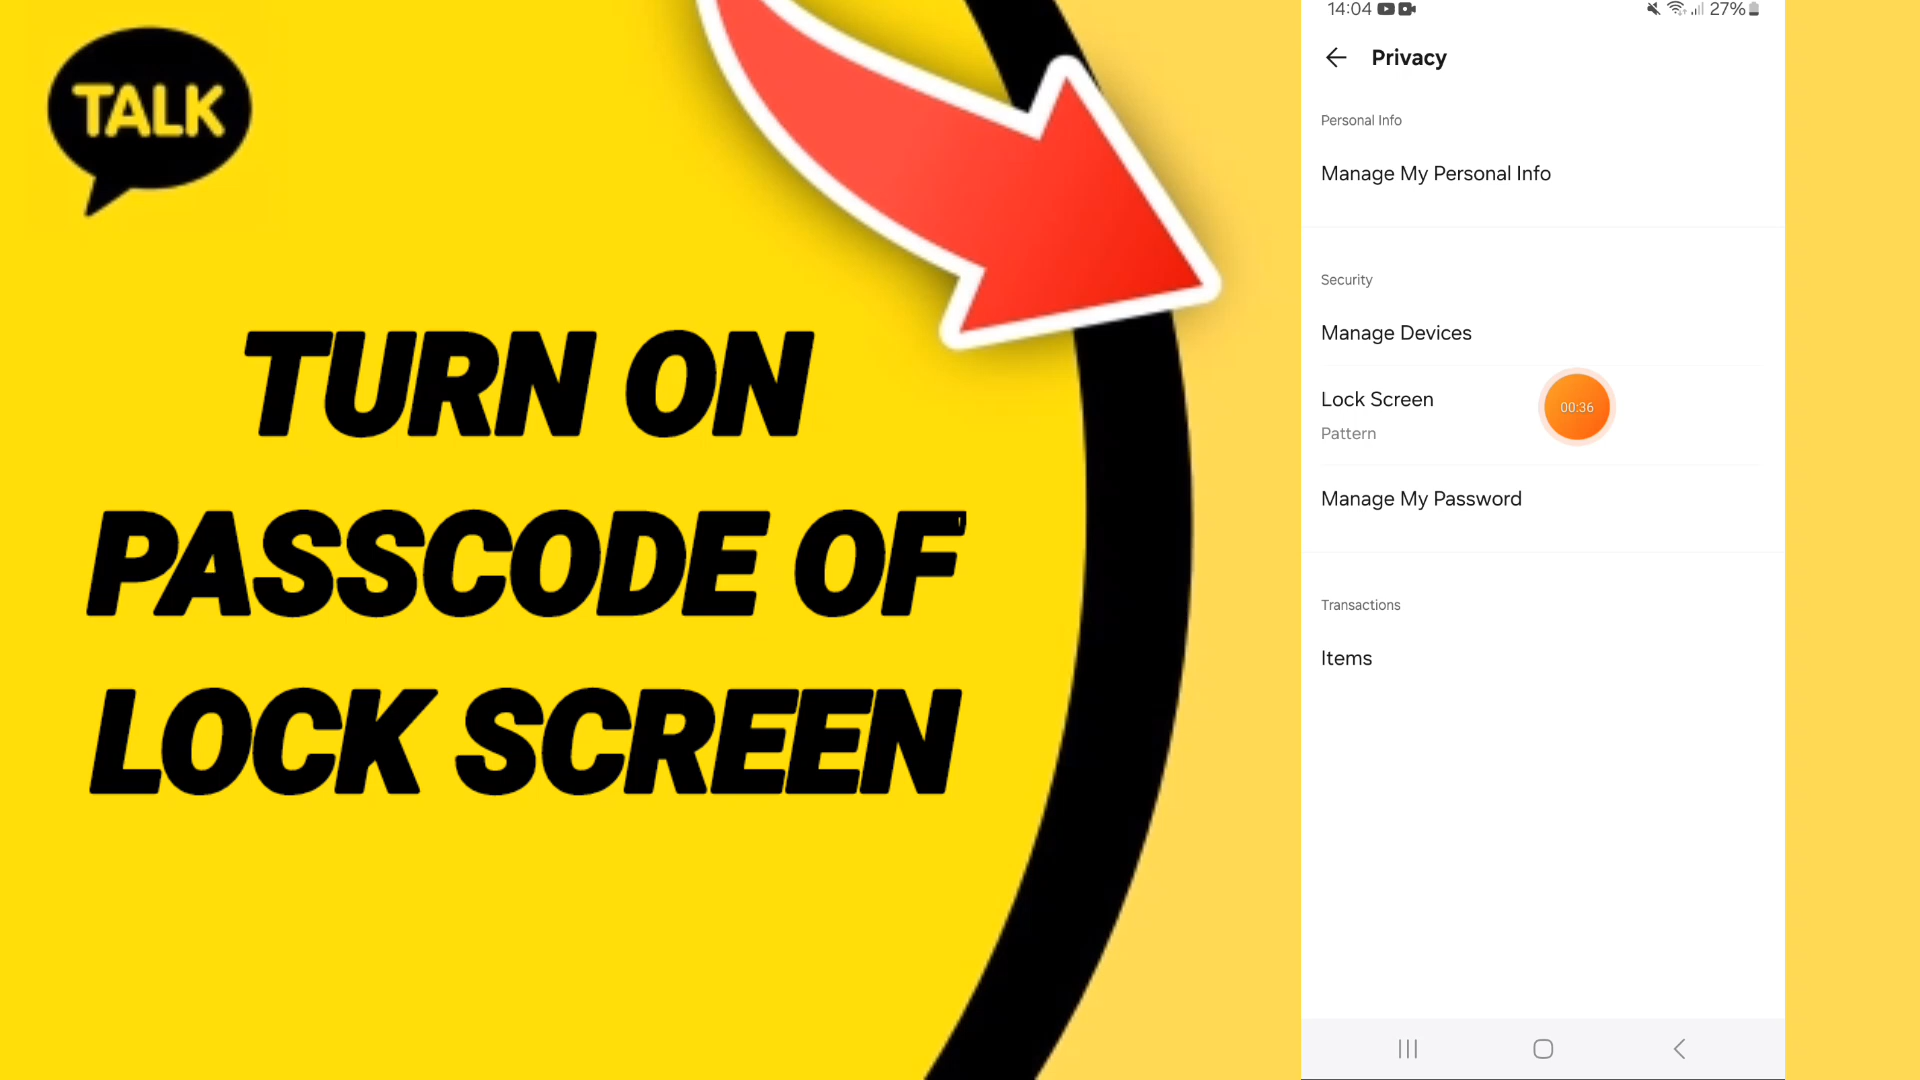 TALK
TURN ON
PASSCODE OF
LOCK SCREEN
14:04
27%
Privacy
Personal Info
Manage My Personal Info
Security
Manage Devices
Lock Screen
Pattern
00:36
Manage My Password
Transactions
Items